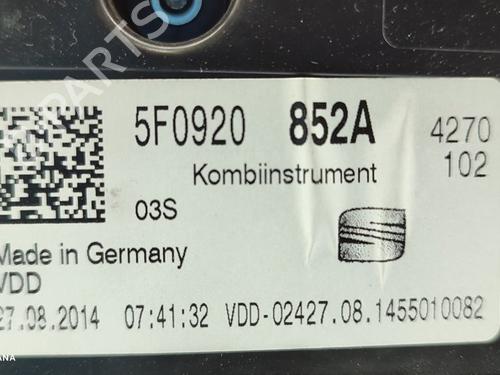 5F0920 852A 4270
Kombiinstrument 102
03S
Made in Germany
VDD
27.08.2014 07:41:32 VDD-02427.08.1455010082